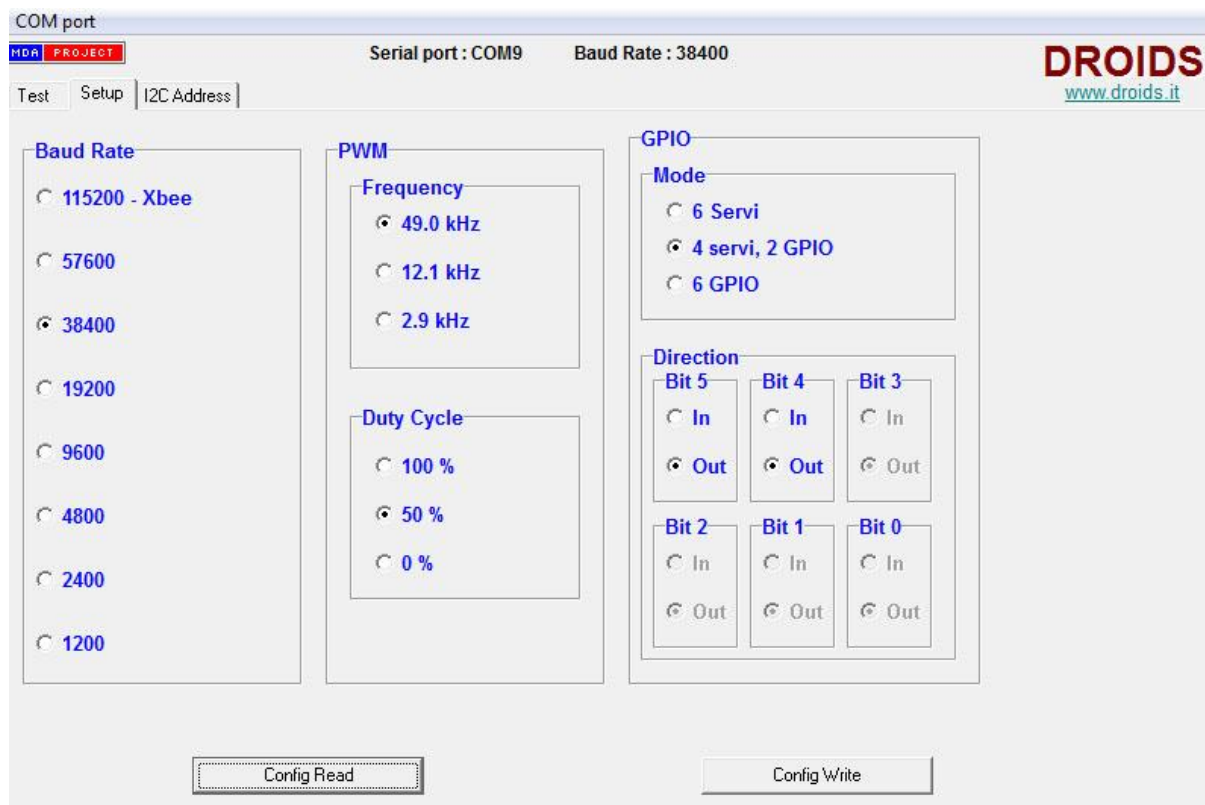 COM port
MDA PROJECT
Serial port : COM9 Baud Rate : 38400
DROIDS
www.droids.it
Test Setup I2C Address
Baud Rate
115200 - Xbee
57600
38400
19200
9600
4800
2400
1200
PWM
Frequency
49.0 kHz
12.1 kHz
2.9 kHz
Duty Cycle
100 %
50 %
0 %
GPIO
Mode
6 Servi
4 servi, 2 GPIO
6 GPIO
Direction
Bit 5 Bit 4 Bit 3
In In In
Out Out Out
Bit 2 Bit 1 Bit 0
In In In
Out Out Out
Config Read Config Write